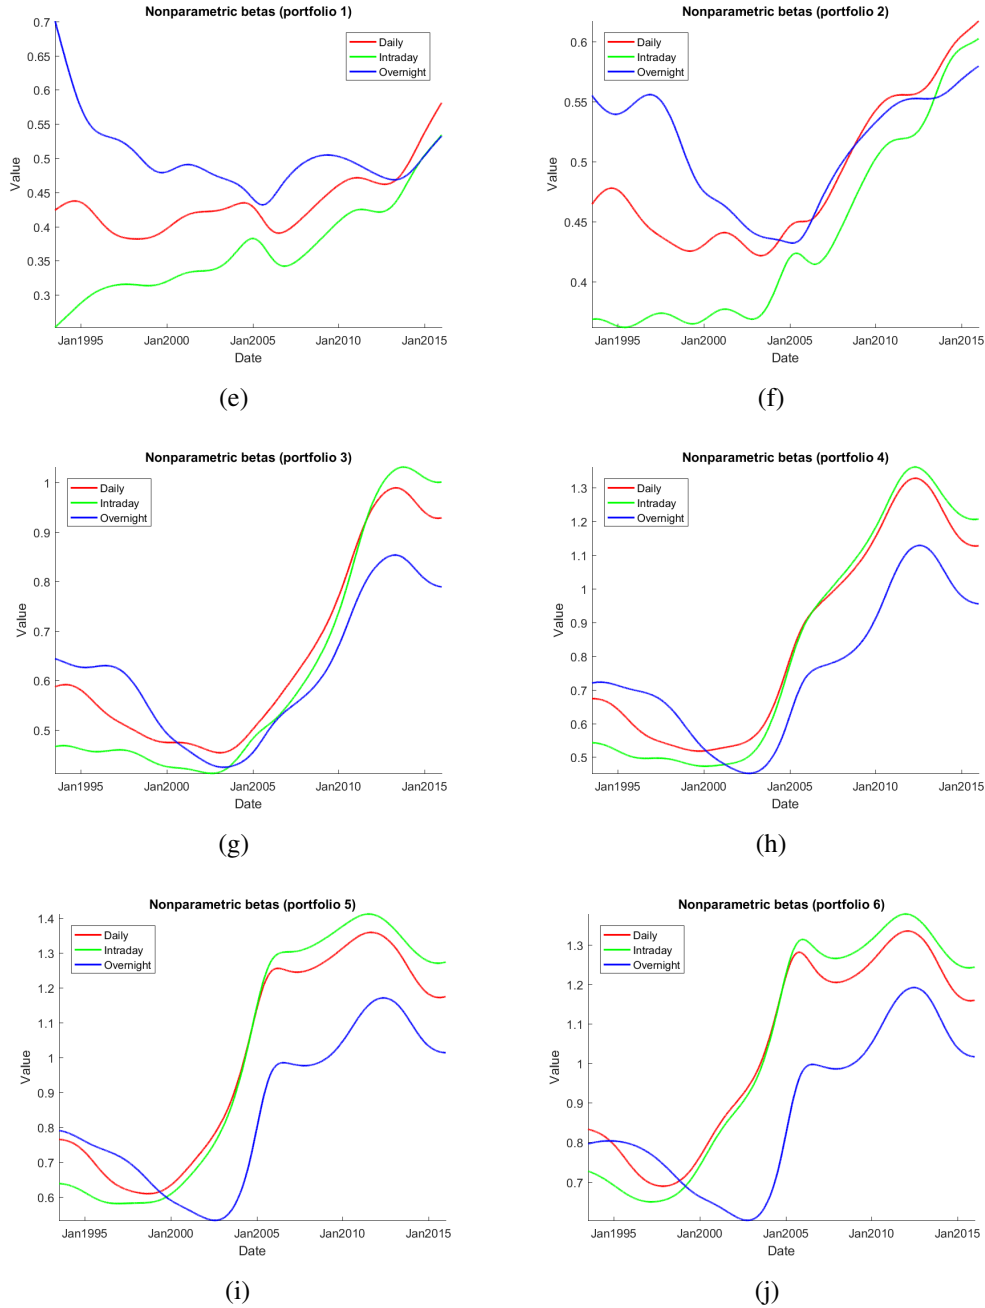 Nonparametric betas (portfolio 1)
0.7
0.65
0.6
0.55
0.5
0.45
0.4
0.35
0.3
Value
Daily
Intraday
Overnight
Jan1995 Jan2000 Jan2005 Jan2010 Jan2015
Date
(e)
Nonparametric betas (portfolio 2)
0.6
0.55
0.5
0.45
0.4
Value
Daily
Intraday
Overnight
Jan1995 Jan2000 Jan2005 Jan2010 Jan2015
Date
(f)
Nonparametric betas (portfolio 3)
1
0.9
0.8
0.7
0.6
0.5
Value
Daily
Intraday
Overnight
Jan1995 Jan2000 Jan2005 Jan2010 Jan2015
Date
(g)
Nonparametric betas (portfolio 4)
1.3
1.2
1.1
1
0.9
0.8
0.7
0.6
0.5
Value
Daily
Intraday
Overnight
Jan1995 Jan2000 Jan2005 Jan2010 Jan2015
Date
(h)
Nonparametric betas (portfolio 5)
1.4
1.3
1.2
1.1
1
0.9
0.8
0.7
0.6
Value
Daily
Intraday
Overnight
Jan1995 Jan2000 Jan2005 Jan2010 Jan2015
Date
(i)
Nonparametric betas (portfolio 6)
1.3
1.2
1.1
1
0.9
0.8
0.7
Value
Daily
Intraday
Overnight
Jan1995 Jan2000 Jan2005 Jan2010 Jan2015
Date
(j)